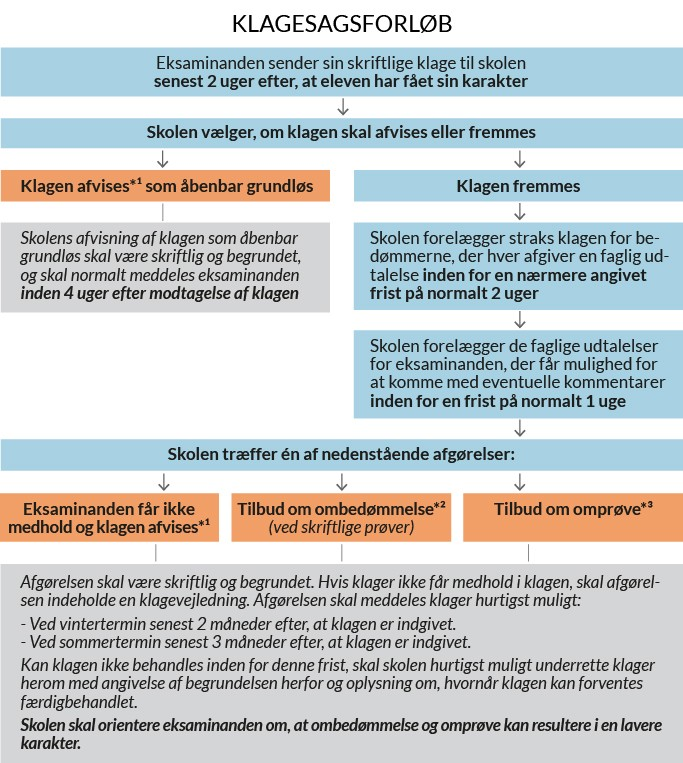 KLAGESAGSFORLØB
Eksaminanden sender sin skriftlige klage til skolen
senest 2 uger efter, at eleven har fået sin karakter
Skolen vælger, om klagen skal afvises eller fremmes
Klagen afvises*¹ som åbenbar grundløs
Skolens afvisning af klagen som åbenbar
grundløs skal være skriftlig og begrundet,
og skal normalt meddeles eksaminanden
inden 4 uger efter modtagelse af klagen
Klagen fremmes
Skolen forelægger straks klagen for be-
dømmerne, der hver afgiver en faglig ud-
talelse inden for en nærmere angivet
frist på normalt 2 uger
Skolen forelægger de faglige udtalelser
for eksaminanden, der får mulighed for
at komme med eventuelle kommentarer
inden for en frist på normalt 1 uge
Skolen træffer én af nedenstående afgørelser:
Eksaminanden får ikke
medhold og klagen afvises*¹
Tilbud om ombedømmelse*²
(ved skriftlige prøver)
Tilbud om omprøve*³
Afgørelsen skal være skriftlig og begrundet. Hvis klager ikke får medhold i klagen, skal afgørel-
sen indeholde en klagevejledning. Afgørelsen skal meddeles klager hurtigst muligt:
- Ved vintertermin senest 2 måneder efter, at klagen er indgivet.
- Ved sommertermin senest 3 måneder efter, at klagen er indgivet.
Kan klagen ikke behandles inden for denne frist, skal skolen hurtigst muligt underrette klager
herom med angivelse af begrundelsen herfor og oplysning om, hvornår klagen kan forventes
færdigbehandlet.
Skolen skal orientere eksaminanden om, at ombedømmelse og omprøve kan resultere i en lavere
karakter.